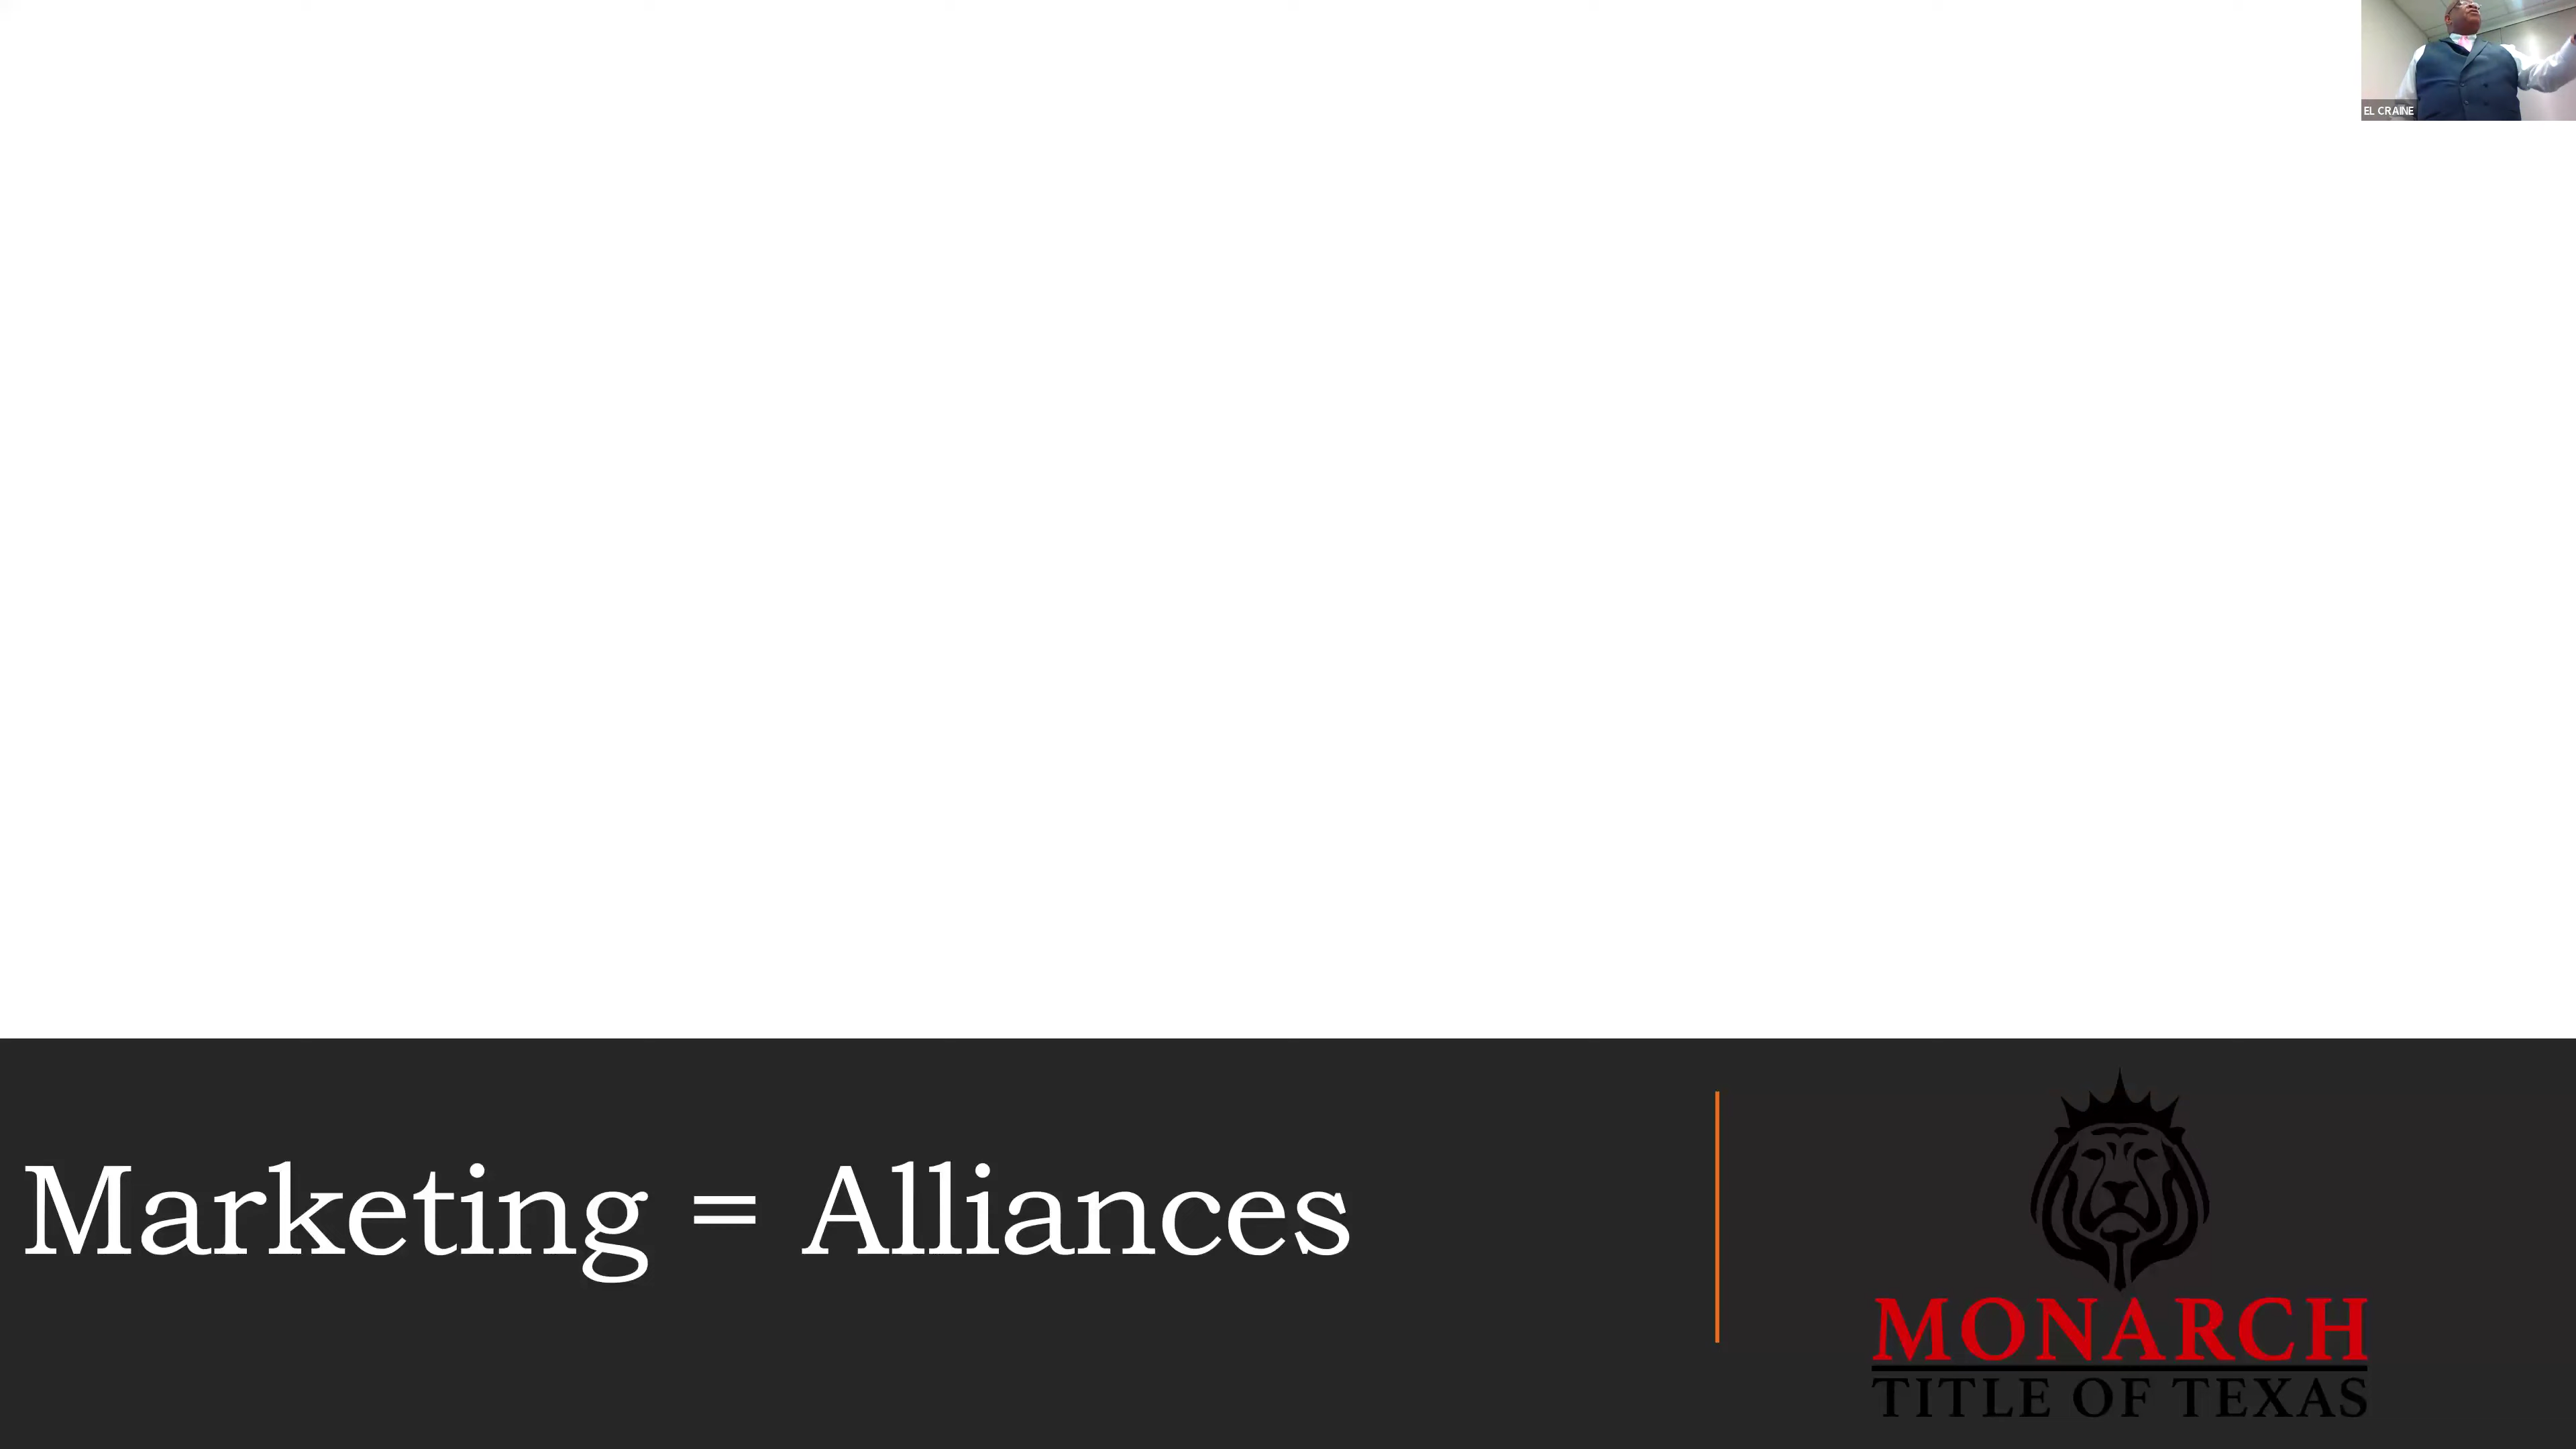 EL CRAINE
Marketing = Alliances
MONARCH
TITLE OF TEXAS